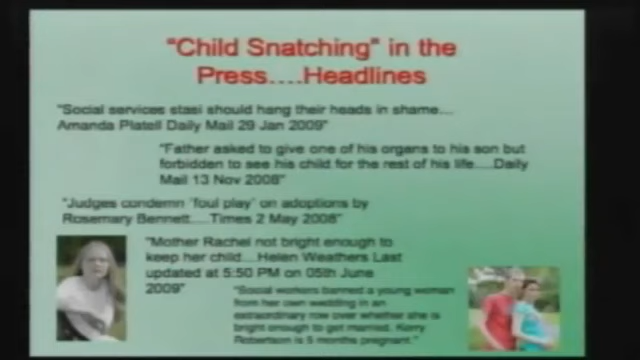 "Child Snatching" in the
Press....Headlines
"Social services stasi should hang their heads in shame...
Amanda Platell Daily Mail 29 Jan 2009"
"Father asked to give one of his organs to his son but
forbidden to see his child for the rest of his life....Daily
Mail 13 Nov 2008"
"Judges condemn 'foul play' on adoptions by
Rosemary Bennett....Times 2 May 2008"
"Mother Rachel not bright enough to
keep her child...Helen Weathers Last
updated at 5:50 PM on 05th June
2009"
"Social workers banned a young woman
from her own wedding in an
extraordinary row over whether she is
bright enough to get married. Kerry
Robertson is 5 months pregnant."